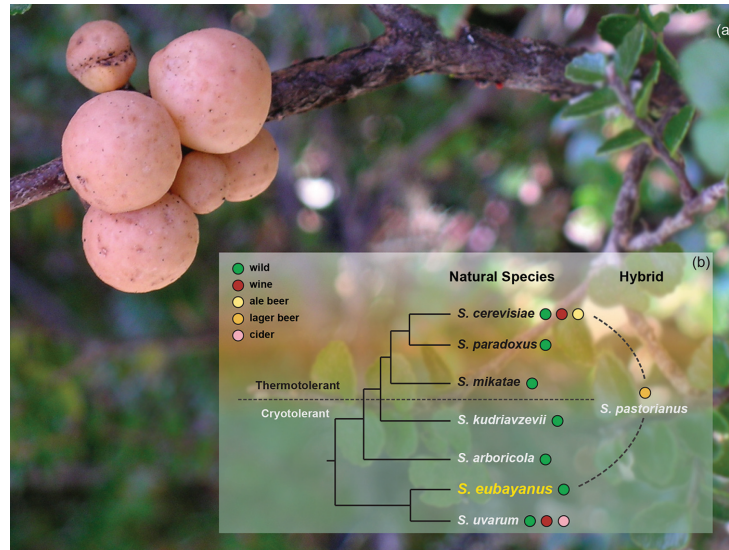 (a
(b)
wild
wine
ale beer
lager beer
cider
Natural Species
Hybrid
S. cerevisiae
S. paradoxus
S. mikatae
Thermotolerant
Cryotolerant
S. kudriavzevii
S. pastorianus
S. arboricola
S. eubayanus
S. uvarum